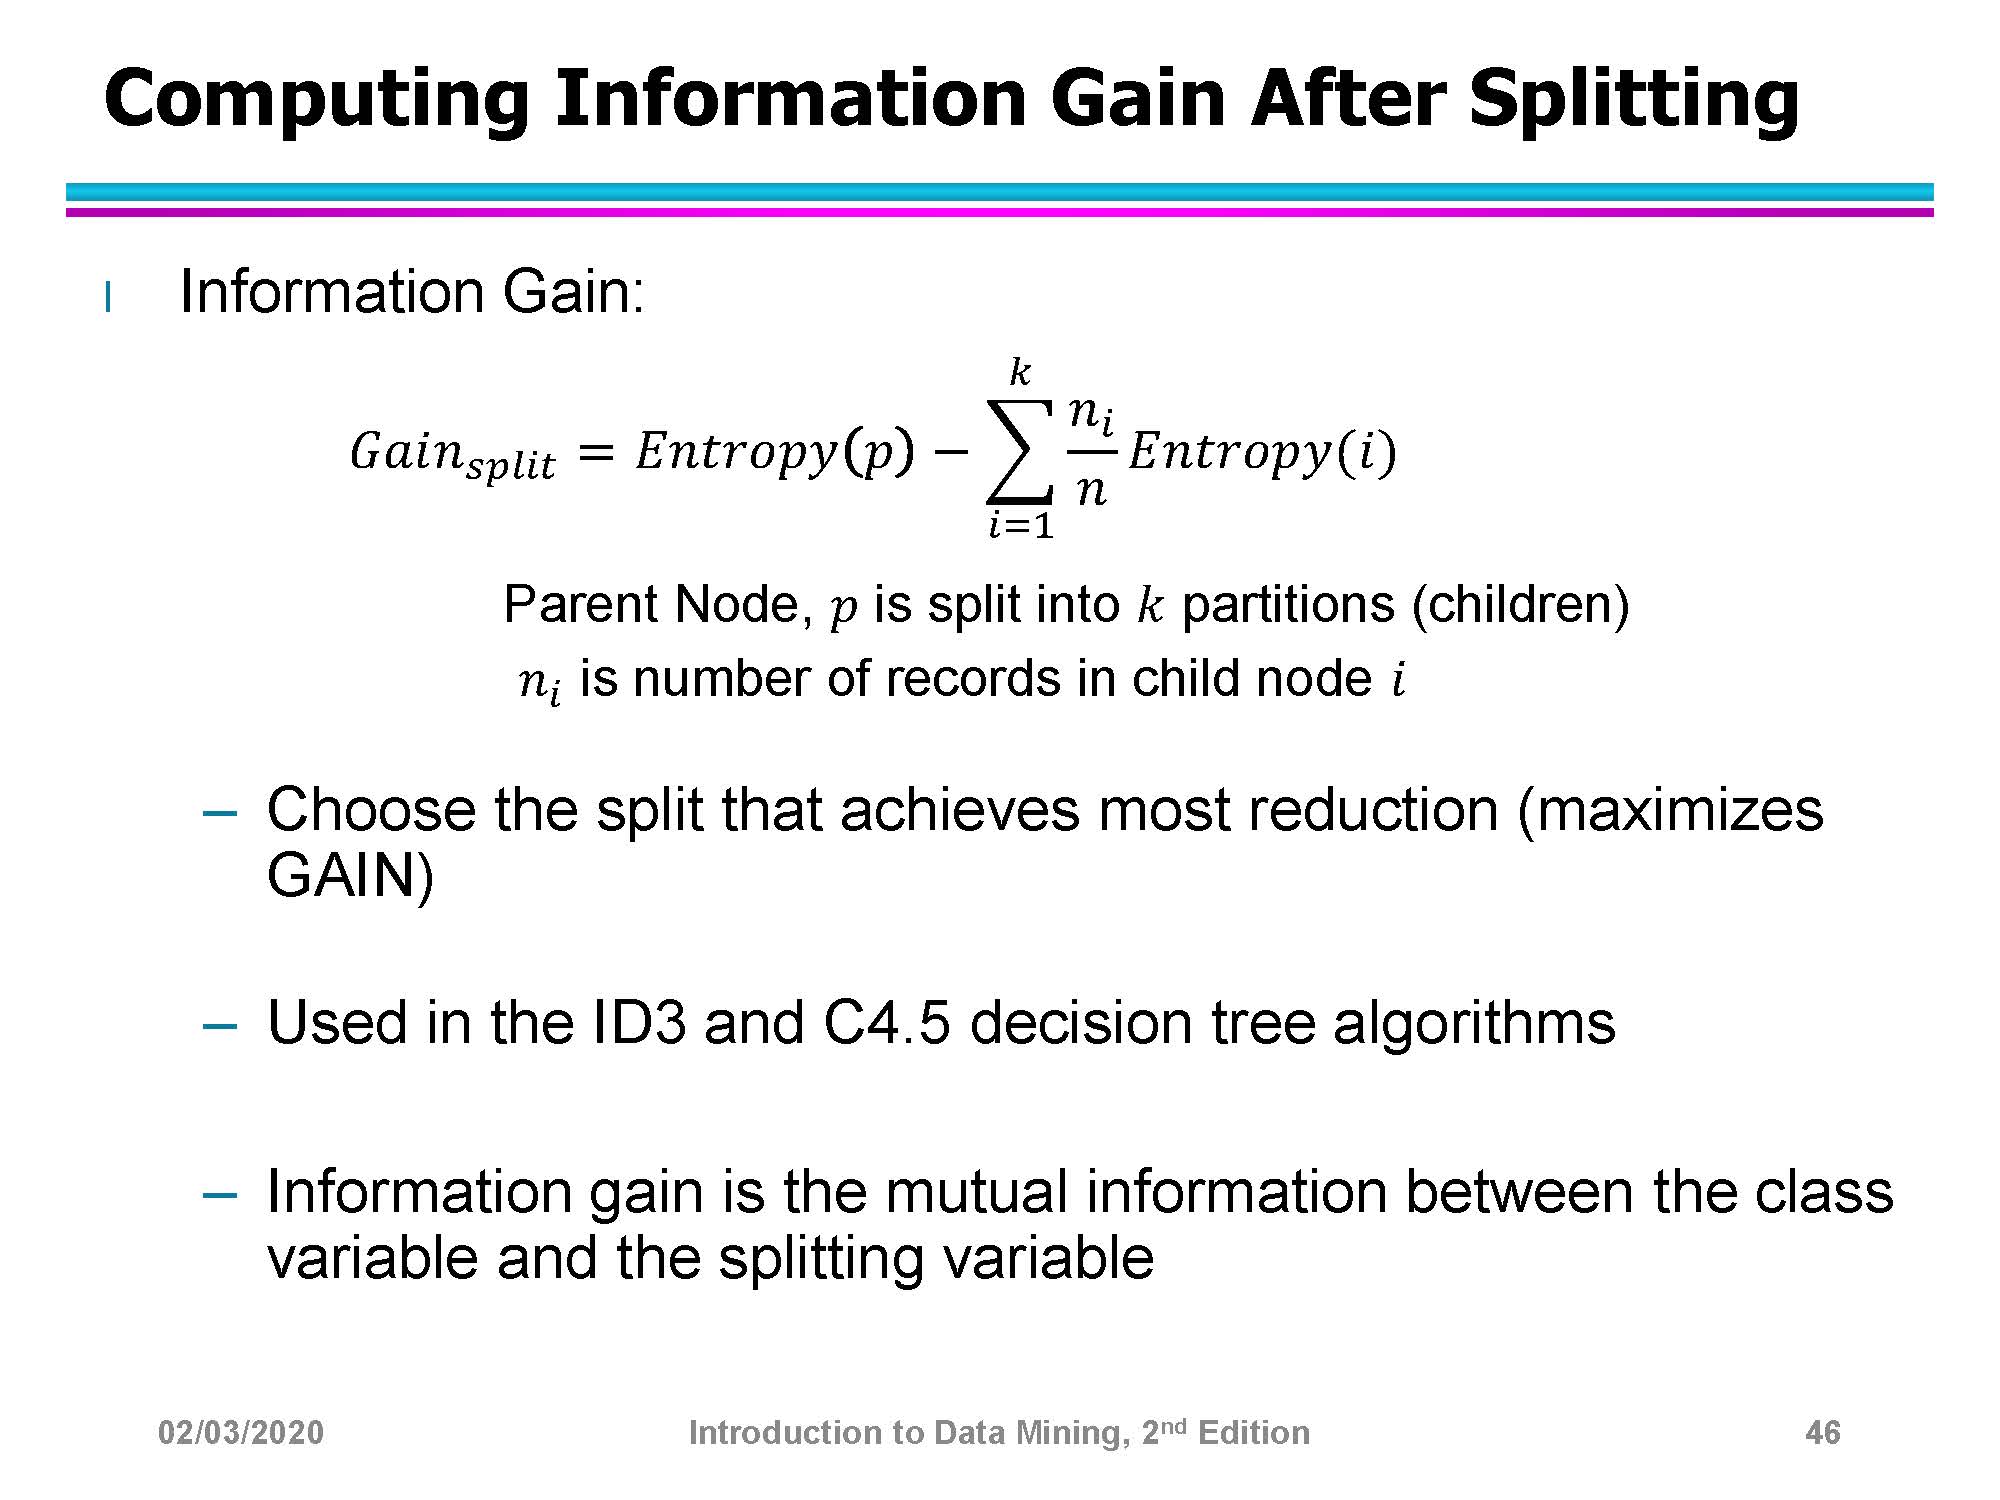 Computing Information Gain After Splitting
l Information Gain:
$Gain_{split} = Entropy(p) - \sum_{i=1}^{k} \frac{n_i}{n} Entropy(i)$
Parent Node, $p$ is split into $k$ partitions (children)
$n_i$ is number of records in child node $i$
– Choose the split that achieves most reduction (maximizes
GAIN)
– Used in the ID3 and C4.5 decision tree algorithms
– Information gain is the mutual information between the class
variable and the splitting variable
02/03/2020 Introduction to Data Mining, 2nd Edition 46